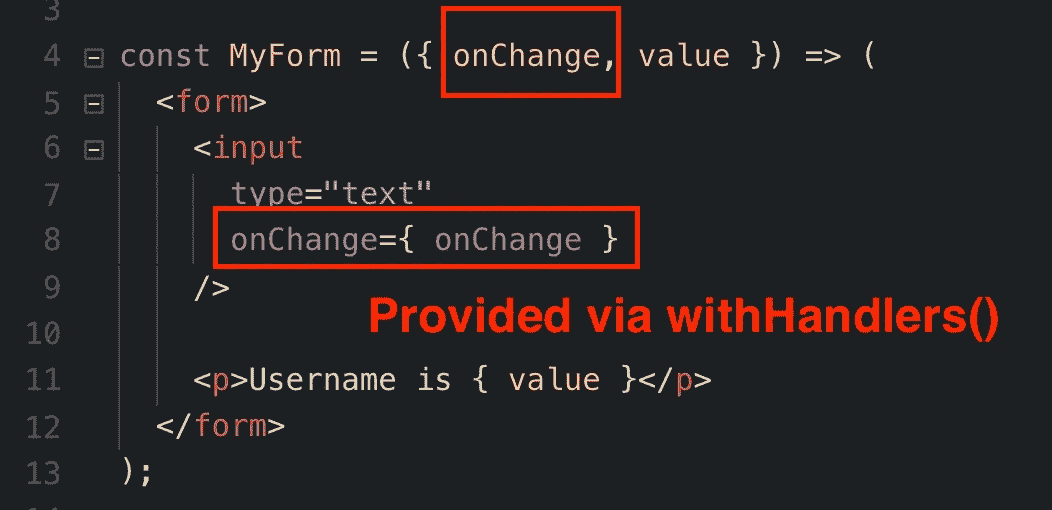 3
4 const MyForm = ({ onChange, value }) => (
5 <form>
6 <input
7 type="text"
8 onChange={ onChange }
9 />
Provided via withHandlers()
10
11 <p>Username is { value }</p>
12 </form>
13 );